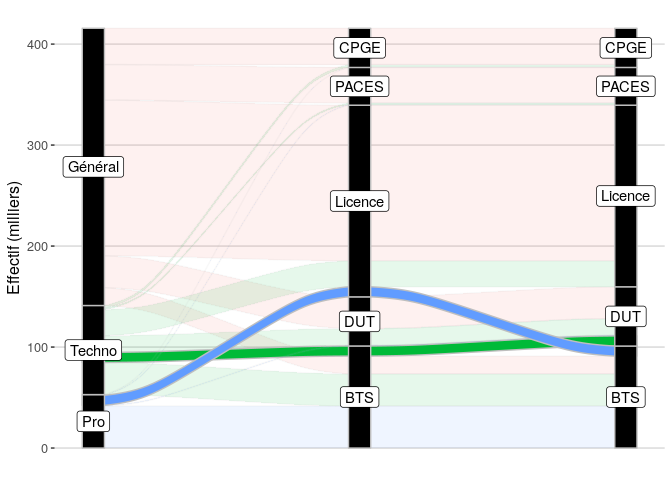 400
300
200
100
0
Effectif (milliers)
Général
Techno
Pro
CPGE
PACES
Licence
DUT
BTS
CPGE
PACES
Licence
DUT
BTS